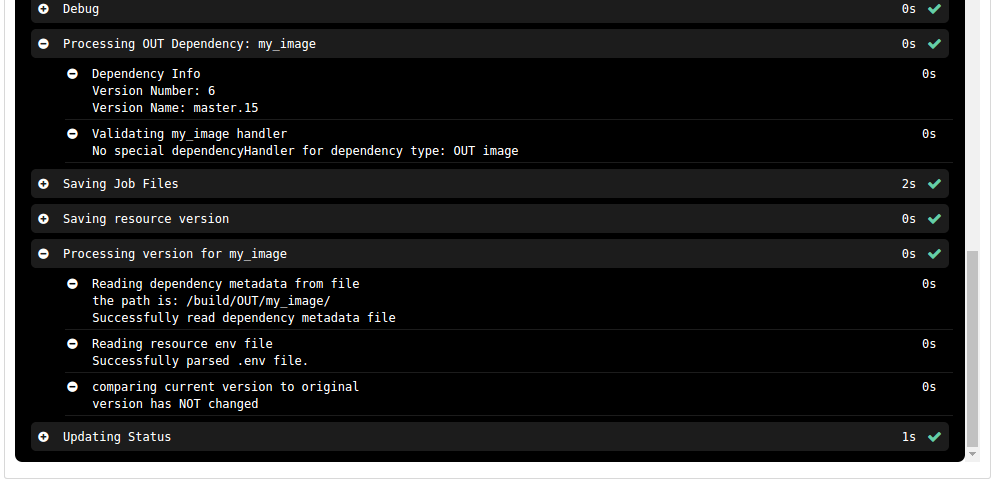 Debug 0s
Processing OUT Dependency: my_image 0s
Dependency Info 0s
Version Number: 6
Version Name: master.15
Validating my_image handler 0s
No special dependencyHandler for dependency type: OUT image
Saving Job Files 2s
Saving resource version 0s
Processing version for my_image 0s
Reading dependency metadata from file 0s
the path is: /build/OUT/my_image/
Successfully read dependency metadata file
Reading resource env file 0s
Successfully parsed .env file.
comparing current version to original 0s
version has NOT changed
Updating Status 1s